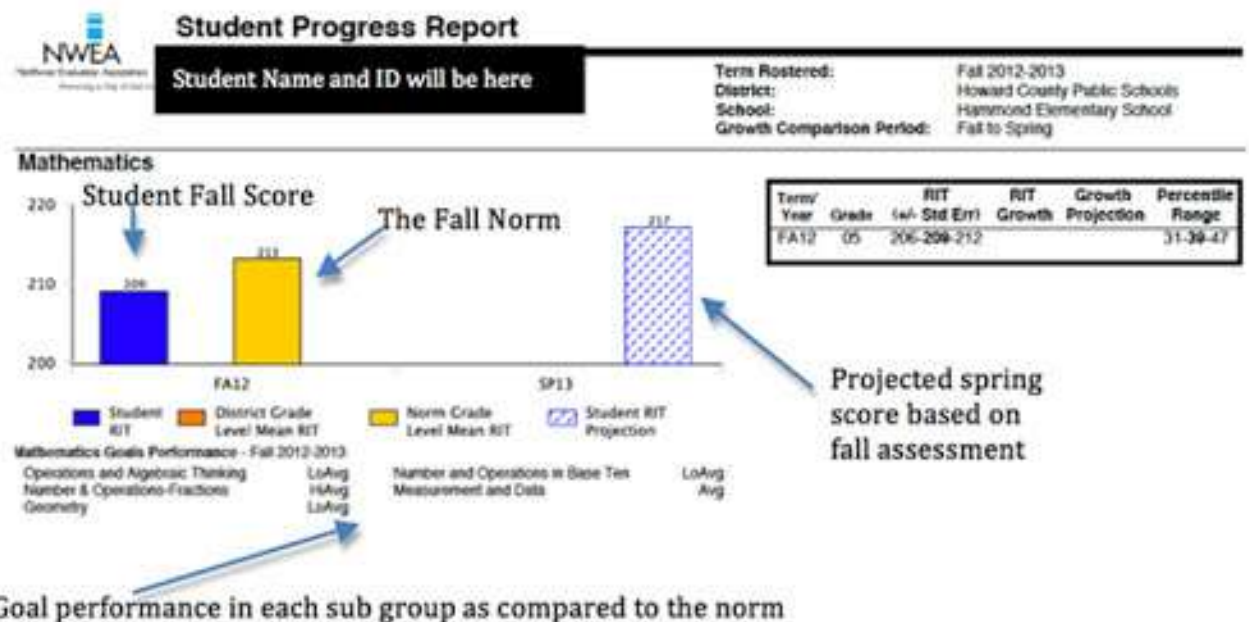 NWEA
Student Progress Report
Student Name and ID will be here
Term Rostered: Fall 2012-2013
District: Howard County Public Schools
School: Hammond Elementary School
Growth Comparison Period: Fall to Spring
Mathematics
Student Fall Score
The Fall Norm
220
210
200
209
213
217
FA12
SP13
Term/ Year Grade RIT (+/- Std Err) RIT Growth Growth Projection Percentile Range
FA12 05 206-209-212 31-39-47
Projected spring
score based on
fall assessment
Student RIT
District Grade Level Mean RIT
Norm Grade Level Mean RIT
Student RIT Projection
Mathematics Goals Performance - Fall 2012-2013
Operations and Algebraic Thinking LoAvg
Number & Operations-Fractions HiAvg
Geometry LoAvg
Number and Operations in Base Ten LoAvg
Measurement and Data Avg
Goal performance in each sub group as compared to the norm